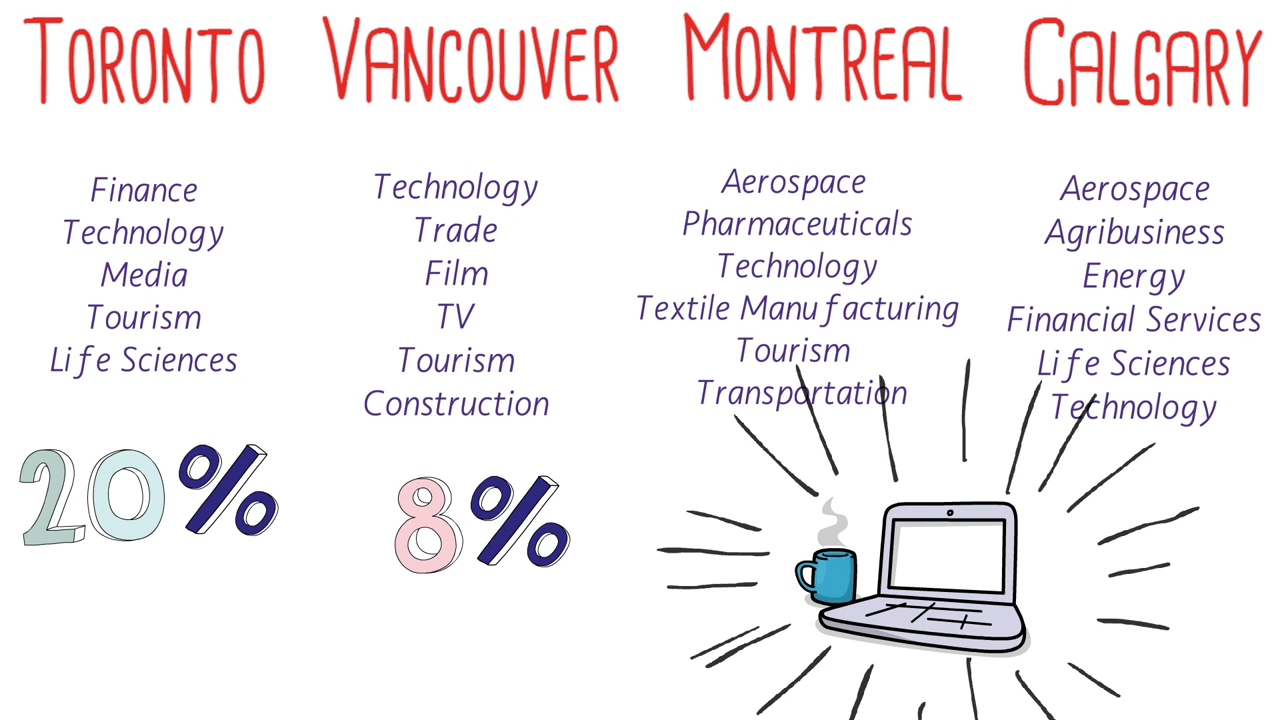 TORONTO
Finance
Technology
Media
Tourism
Life Sciences
20%
VANCOUVER
Technology
Trade
Film
TV
Tourism
Construction
8%
MONTREAL
Aerospace
Pharmaceuticals
Technology
Textile Manufacturing
Tourism
Transportation
CALGARY
Aerospace
Agribusiness
Energy
Financial Services
Life Sciences
Technology